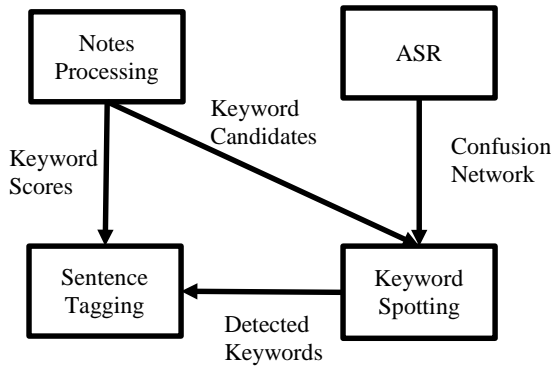 Notes
Processing
ASR
Keyword
Candidates
Keyword
Scores
Confusion
Network
Sentence
Tagging
Keyword
Spotting
Detected
Keywords